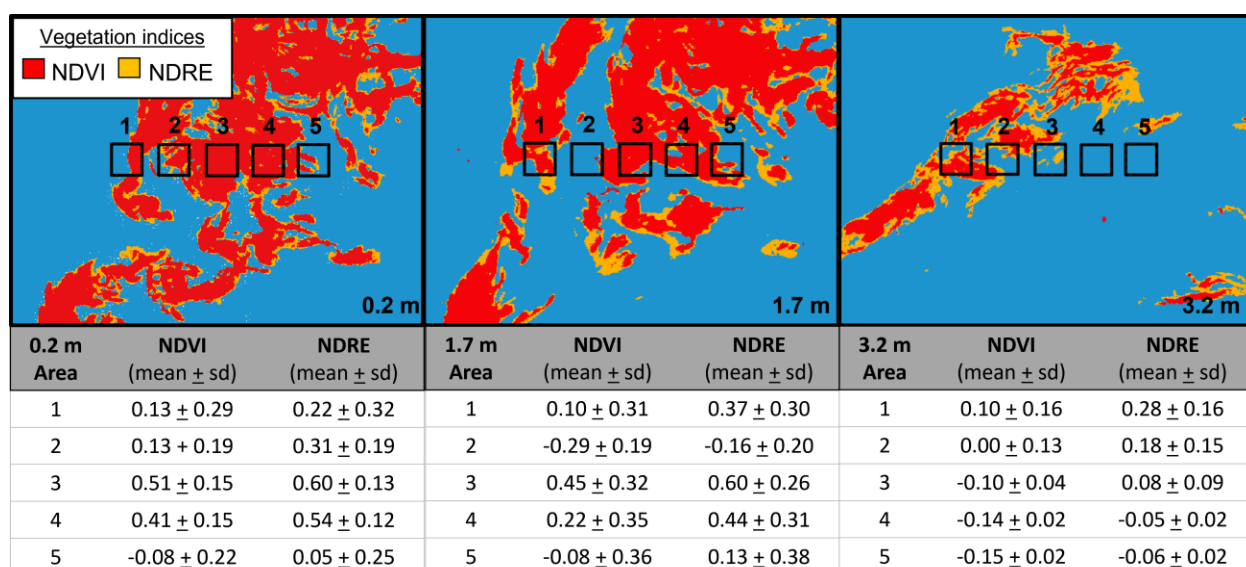 Vegetation indices
NDVI NDRE
1 2 3 4 5
0.2 m
1 2 3 4 5
1.7 m
1 2 3 4 5
3.2 m
0.2 m NDVI NDRE 1.7 m NDVI NDRE 3.2 m NDVI NDRE
Area (mean ± sd) (mean ± sd) Area (mean ± sd) (mean ± sd) Area (mean ± sd) (mean ± sd)
1 0.13 ± 0.29 0.22 ± 0.32 1 0.10 ± 0.31 0.37 ± 0.30 1 0.10 ± 0.16 0.28 ± 0.16
2 0.13 + 0.19 0.31 ± 0.19 2 -0.29 ± 0.19 -0.16 ± 0.20 2 0.00 ± 0.13 0.18 ± 0.15
3 0.51 ± 0.15 0.60 ± 0.13 3 0.45 ± 0.32 0.60 ± 0.26 3 -0.10 ± 0.04 0.08 ± 0.09
4 0.41 ± 0.15 0.54 ± 0.12 4 0.22 ± 0.35 0.44 ± 0.31 4 -0.14 ± 0.02 -0.05 ± 0.02
5 -0.08 ± 0.22 0.05 ± 0.25 5 -0.08 ± 0.36 0.13 ± 0.38 5 -0.15 ± 0.02 -0.06 ± 0.02